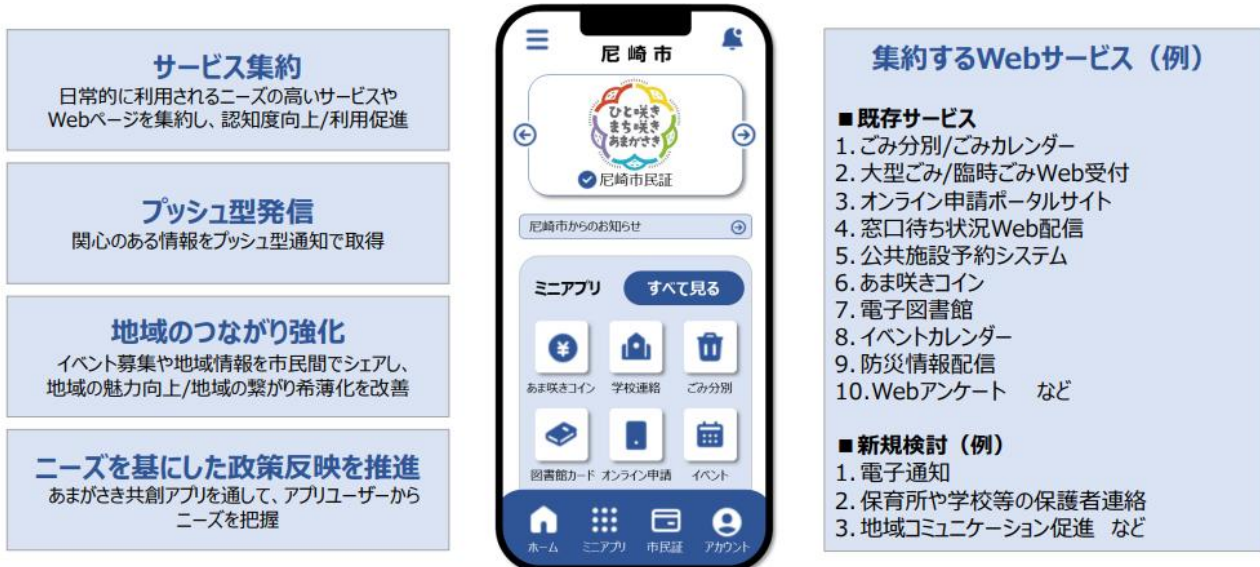 サービス集約
日常的に利用されるニーズの高いサービスや
Webページを集約し、認知度向上/利用促進
プッシュ型発信
関心のある情報をプッシュ型通知で取得
地域のつながり強化
イベント募集や地域情報を市民間でシェアし、
地域の魅力向上/地域の繋がり希薄化を改善
ニーズを基にした政策反映を推進
あまがさき共創アプリを通して、アプリユーザーから
ニーズを把握
尼崎市
ひと咲き
まち咲き
あまがさき
尼崎市民証
尼崎市からのお知らせ
ミニアプリ
すべて見る
あま咲きコイン 学校連絡 ごみ分別
図書館カード オンライン申請 イベント
ホーム ミニアプリ 市民証 アカウント
集約するWebサービス（例）
■既存サービス
1.ごみ分別/ごみカレンダー
2.大型ごみ/臨時ごみWeb受付
3.オンライン申請ポータルサイト
4.窓口待ち状況Web配信
5.公共施設予約システム
6.あま咲きコイン
7.電子図書館
8.イベントカレンダー
9.防災情報配信
10.Webアンケート など
■新規検討（例）
1.電子通知
2.保育所や学校等の保護者連絡
3.地域コミュニケーション促進 など